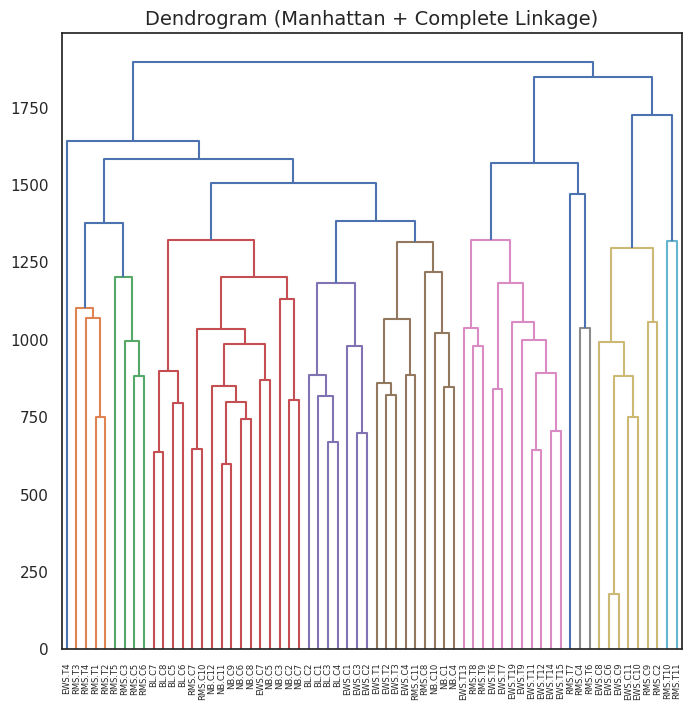 Dendrogram (Manhattan + Complete Linkage)
1750
1500
1250
1000
750
500
250
0
EWS.T4
RMS.T3
RMS.T4
RMS.T1
RMS.T2
RMS.T5
RMS.C3
RMS.C5
RMS.C6
BL.C7
BL.C8
BL.C5
BL.C6
RMS.C7
RMS.C10
NB.C12
NB.C11
NB.C9
NB.C6
NB.C8
EWS.C7
NB.C5
NB.C3
NB.C2
NB.C7
BL.C2
BL.C1
BL.C3
BL.C4
EWS.C1
EWS.C3
EWS.C2
EWS.T1
EWS.T2
EWS.T3
EWS.C4
RMS.C11
RMS.C8
NB.C10
NB.C1
NB.C4
EWS.T13
RMS.T8
RMS.T9
EWS.T6
EWS.T7
EWS.T19
EWS.T9
EWS.T11
EWS.T12
EWS.T14
EWS.T15
RMS.T7
RMS.C4
RMS.T6
EWS.C8
EWS.C6
EWS.C9
EWS.C11
EWS.C10
RMS.C9
RMS.C2
RMS.T10
RMS.T11